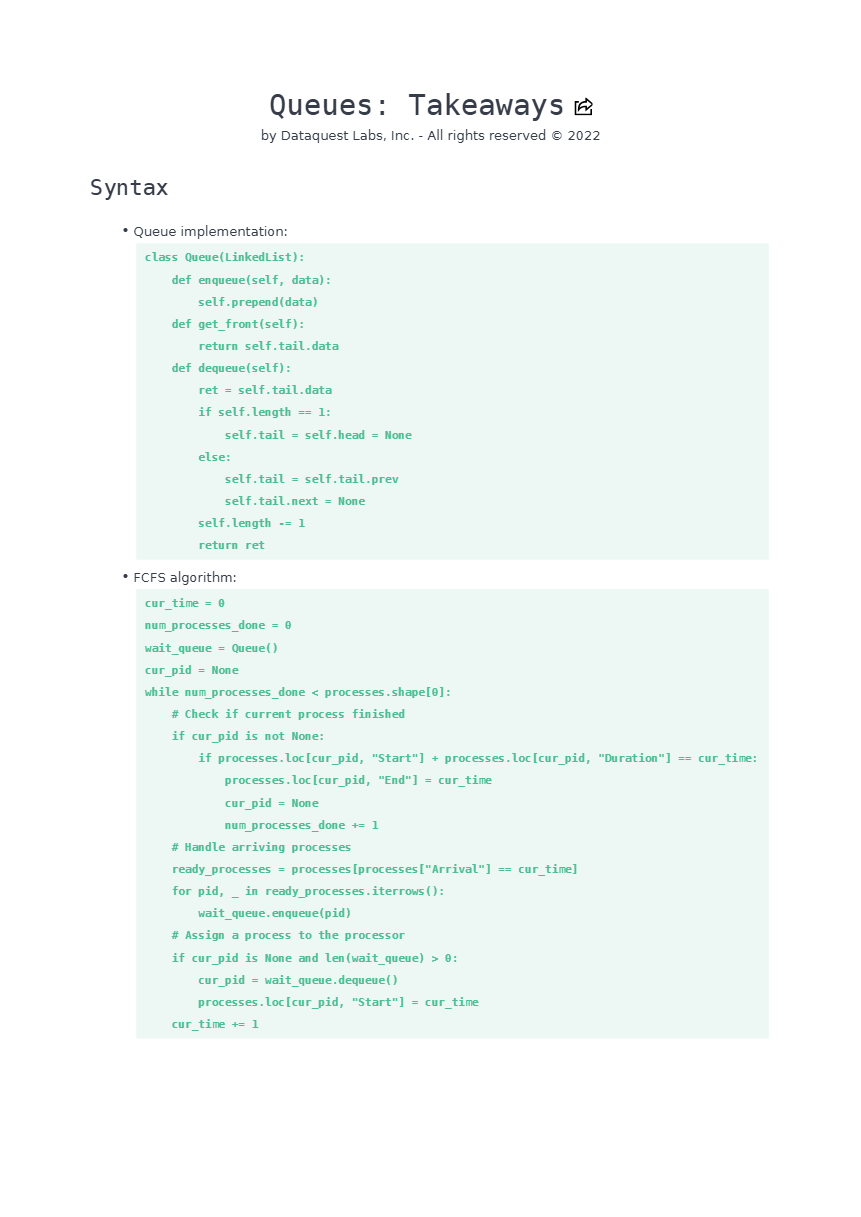 Queues: Takeaways
by Dataquest Labs, Inc. - All rights reserved © 2022
Syntax
• Queue implementation:
class Queue(LinkedList):
    def enqueue(self, data):
        self.prepend(data)
    def get_front(self):
        return self.tail.data
    def dequeue(self):
        ret = self.tail.data
        if self.length == 1:
            self.tail = self.head = None
        else:
            self.tail = self.tail.prev
            self.tail.next = None
        self.length -= 1
        return ret
• FCFS algorithm:
cur_time = 0
num_processes_done = 0
wait_queue = Queue()
cur_pid = None
while num_processes_done < processes.shape[0]:
    # Check if current process finished
    if cur_pid is not None:
        if processes.loc[cur_pid, "Start"] + processes.loc[cur_pid, "Duration"] == cur_time:
            processes.loc[cur_pid, "End"] = cur_time
            cur_pid = None
            num_processes_done += 1
    # Handle arriving processes
    ready_processes = processes[processes["Arrival"] == cur_time]
    for pid, _ in ready_processes.iterrows():
        wait_queue.enqueue(pid)
    # Assign a process to the processor
    if cur_pid is None and len(wait_queue) > 0:
        cur_pid = wait_queue.dequeue()
        processes.loc[cur_pid, "Start"] = cur_time
    cur_time += 1